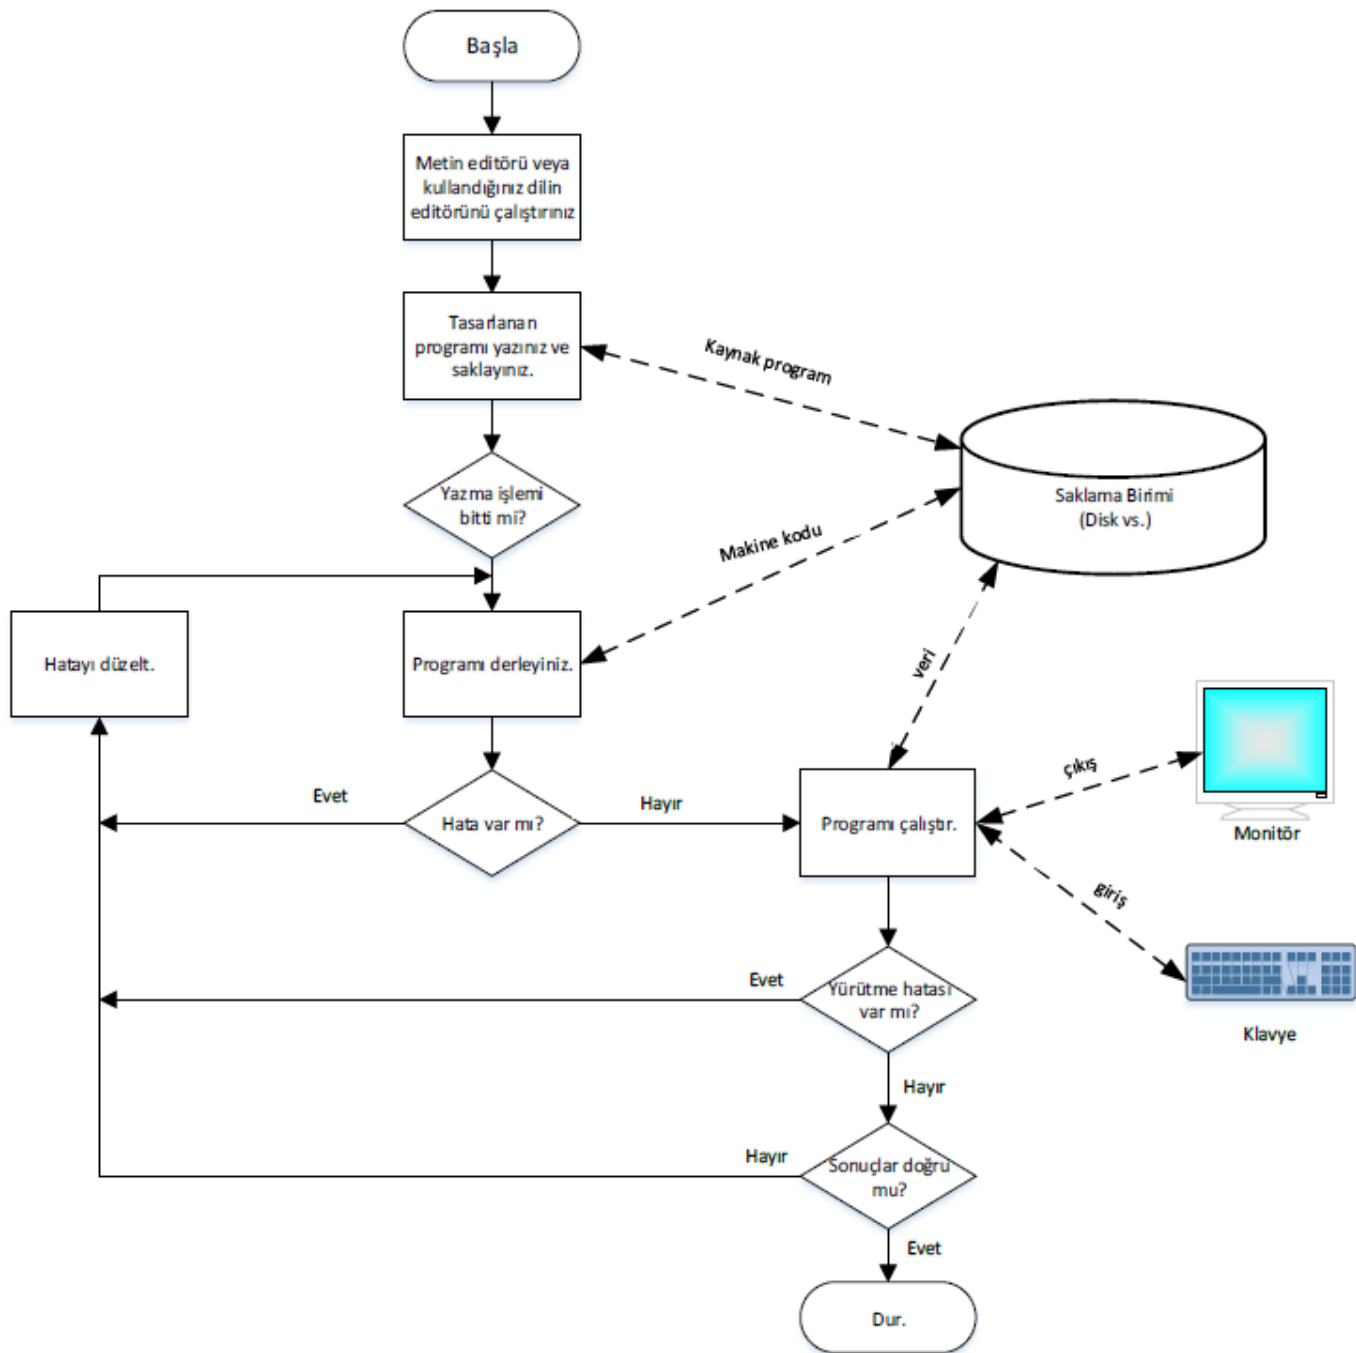 Başla
Metin editörü veya
kullandığınız dilin
editörünü çalıştırınız
Tasarlanan
programı yazınız ve
saklayınız.
Kaynak program
Yazma işlemi
bitti mi?
Saklama Birimi
(Disk vs.)
Makine kodu
Hatayı düzelt.
Programı derleyiniz.
veri
Evet
Hata var mı?
Hayır
Programı çalıştır.
çıkış
Monitör
giriş
Klavye
Evet
Yürütme hatası
var mı?
Hayır
Hayır
Sonuçlar doğru
mu?
Evet
Dur.